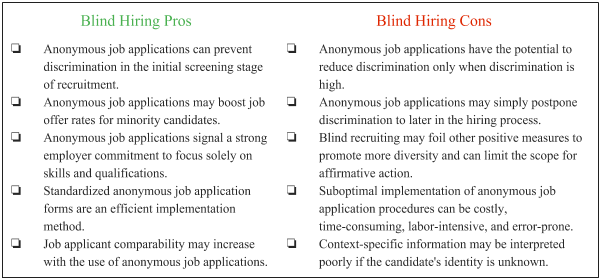 Blind Hiring Pros
❏ Anonymous job applications can prevent
discrimination in the initial screening stage
of recruitment.
❏ Anonymous job applications may boost job
offer rates for minority candidates.
❏ Anonymous job applications signal a strong
employer commitment to focus solely on
skills and qualifications.
❏ Standardized anonymous job application
forms are an efficient implementation
method.
❏ Job applicant comparability may increase
with the use of anonymous job applications.
Blind Hiring Cons
❏ Anonymous job applications have the potential to
reduce discrimination only when discrimination is
high.
❏ Anonymous job applications may simply postpone
discrimination to later in the hiring process.
❏ Blind recruiting may foil other positive measures to
promote more diversity and can limit the scope for
affirmative action.
❏ Suboptimal implementation of anonymous job
application procedures can be costly,
time-consuming, labor-intensive, and error-prone.
❏ Context-specific information may be interpreted
poorly if the candidate's identity is unknown.